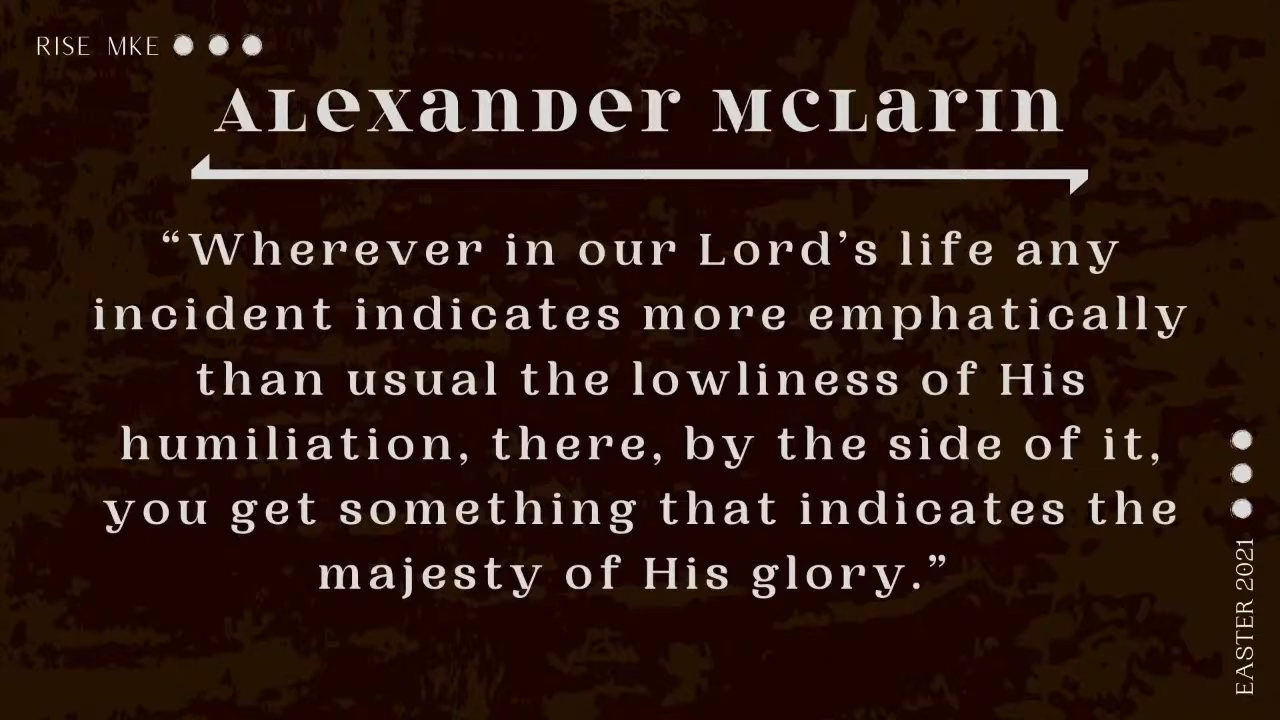 RISE MKE
Alexander McLarin
“Wherever in our Lord’s life any
incident indicates more emphatically
than usual the lowliness of His
humiliation, there, by the side of it,
you get something that indicates the
majesty of His glory.”
EASTER 2021